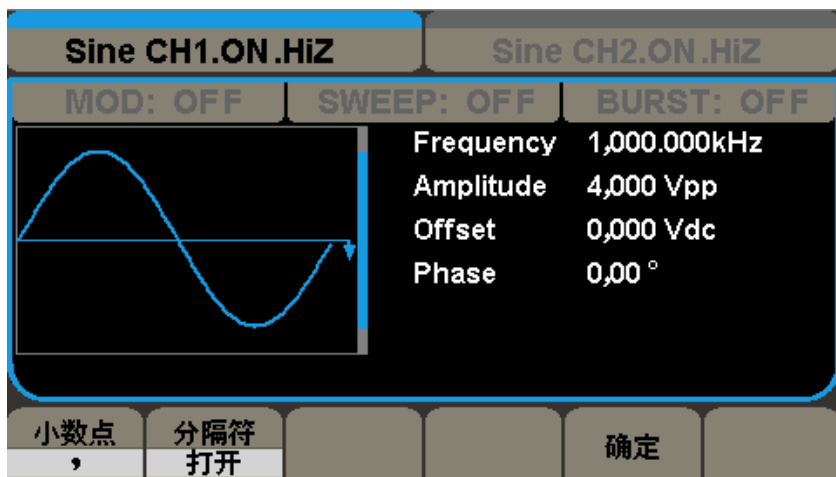 Sine CH1.ON.HiZ
Sine CH2.ON.HiZ
MOD: OFF
SWEEP: OFF
BURST: OFF
Frequency 1,000.000kHz
Amplitude 4,000 Vpp
Offset 0,000 Vdc
Phase 0,00 °
小数点
,
分隔符
打开
确定